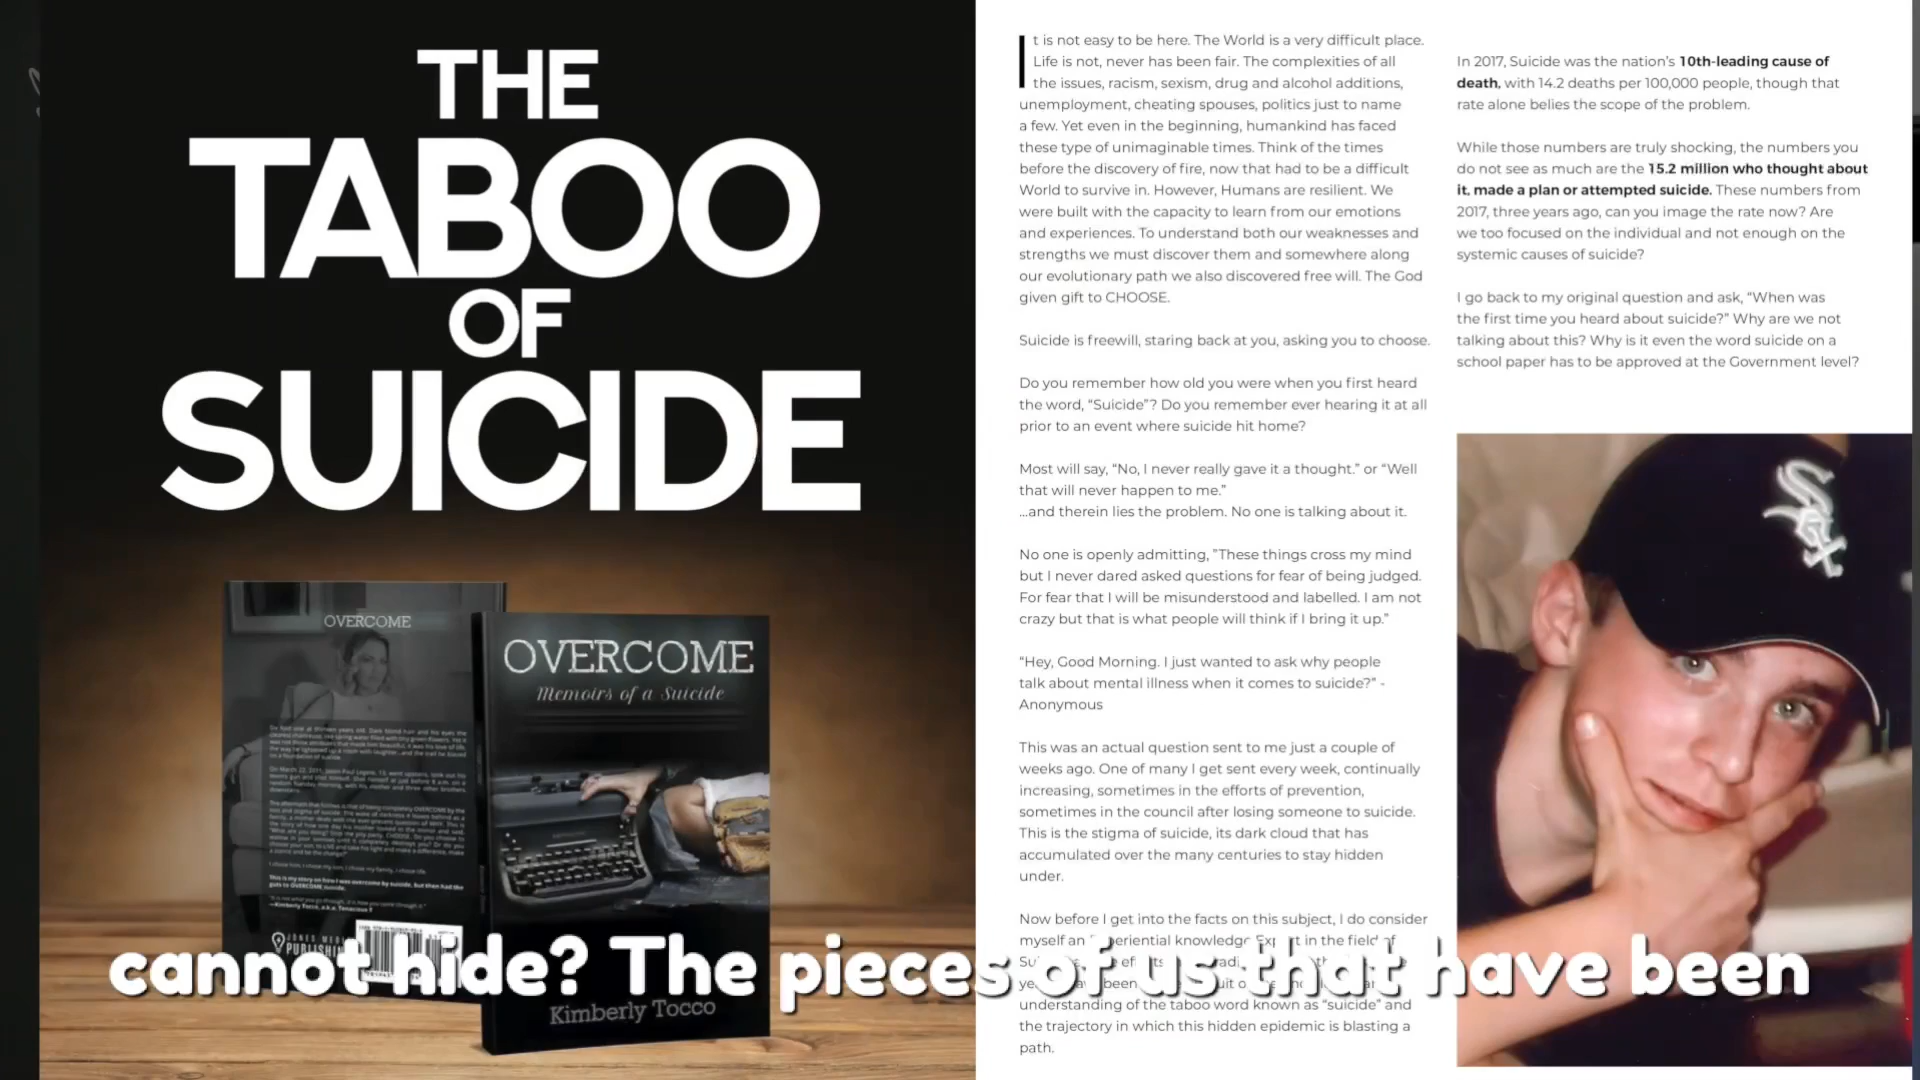 THE
TABOO
OF
SUICIDE
OVERCOME
OVERCOME
Memoirs of a Suicide
Kimberly Tocco
It is not easy to be here. The World is a very difficult place.
Life is not, never has been fair. The complexities of all
the issues, racism, sexism, drug and alcohol additions,
unemployment, cheating spouses, politics just to name
a few. Yet even in the beginning, humankind has faced
these type of unimaginable times. Think of the times
before the discovery of fire, now that had to be a difficult
World to survive in. However, Humans are resilient. We
were built with the capacity to learn from our emotions
and experiences. To understand both our weaknesses and
strengths we must discover them and somewhere along
our evolutionary path we also discovered free will. The God
given gift to CHOOSE.
Suicide is freewill, staring back at you, asking you to choose.
Do you remember how old you were when you first heard
the word, “Suicide”? Do you remember ever hearing it at all
prior to an event where suicide hit home?
Most will say, “No, I never really gave it a thought.” or “Well
that will never happen to me.”
...and therein lies the problem. No one is talking about it.
No one is openly admitting, ”These things cross my mind
but I never dared asked questions for fear of being judged.
For fear that I will be misunderstood and labelled. I am not
crazy but that is what people will think if I bring it up.”
“Hey, Good Morning. I just wanted to ask why people
talk about mental illness when it comes to suicide?” -
Anonymous
This was an actual question sent to me just a couple of
weeks ago. One of many I get sent every week, continually
increasing, sometimes in the efforts of prevention,
sometimes in the council after losing someone to suicide.
This is the stigma of suicide, its dark cloud that has
accumulated over the many centuries to stay hidden
under.
Now before I get into the facts on this subject, I do consider
myself an knowledge in the field
understanding of the taboo word known as “suicide” and
the trajectory in which this hidden epidemic is blasting a
path.
In 2017, Suicide was the nation’s 10th-leading cause of
death, with 14.2 deaths per 100,000 people, though that
rate alone belies the scope of the problem.
While those numbers are truly shocking, the numbers you
do not see as much are the 15.2 million who thought about
it, made a plan or attempted suicide. These numbers from
2017, three years ago, can you image the rate now? Are
we too focused on the individual and not enough on the
systemic causes of suicide?
I go back to my original question and ask, “When was
the first time you heard about suicide?” Why are we not
talking about this? Why is it even the word suicide on a
school paper has to be approved at the Government level?
SOX
cannot hide? The pieces of us that have been